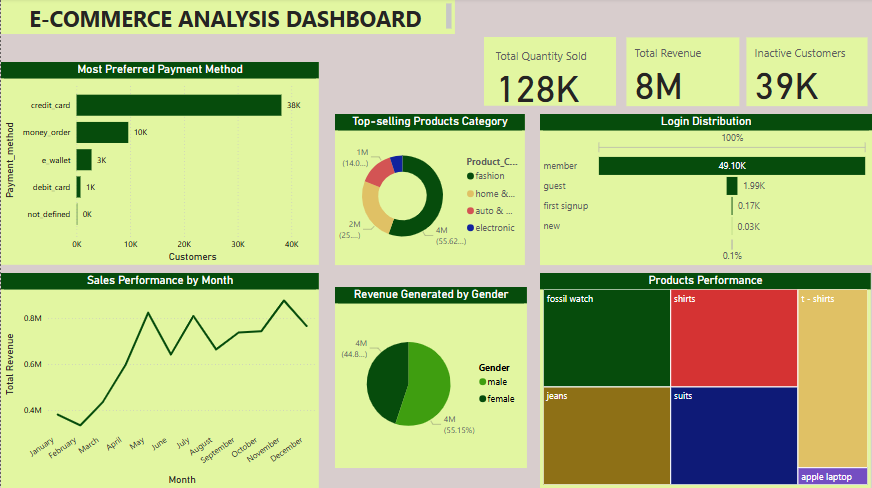 E-COMMERCE ANALYSIS DASHBOARD
Total Quantity Sold
128K
Total Revenue
8M
Inactive Customers
39K
Most Preferred Payment Method
Payment_method
credit_card
38K
money_order
10K
e_wallet
3K
debit_card
1K
not_defined
0K
0K 10K 20K 30K 40K
Customers
Top-selling Products Category
1M
(14.0...)
2M
(25....)
4M
(55.62...)
Product_C...
fashion
home &...
auto & ...
electronic
Login Distribution
100%
member
49.10K
guest
1.99K
first signup
0.17K
new
0.03K
0.1%
Sales Performance by Month
Total Revenue
0.8M
0.6M
0.4M
January February March April May June July August September October November December
Month
Revenue Generated by Gender
4M
(44.8...)
4M
(55.15%)
Gender
male
female
Products Performance
fossil watch
shirts
t - shirts
jeans
suits
apple laptop